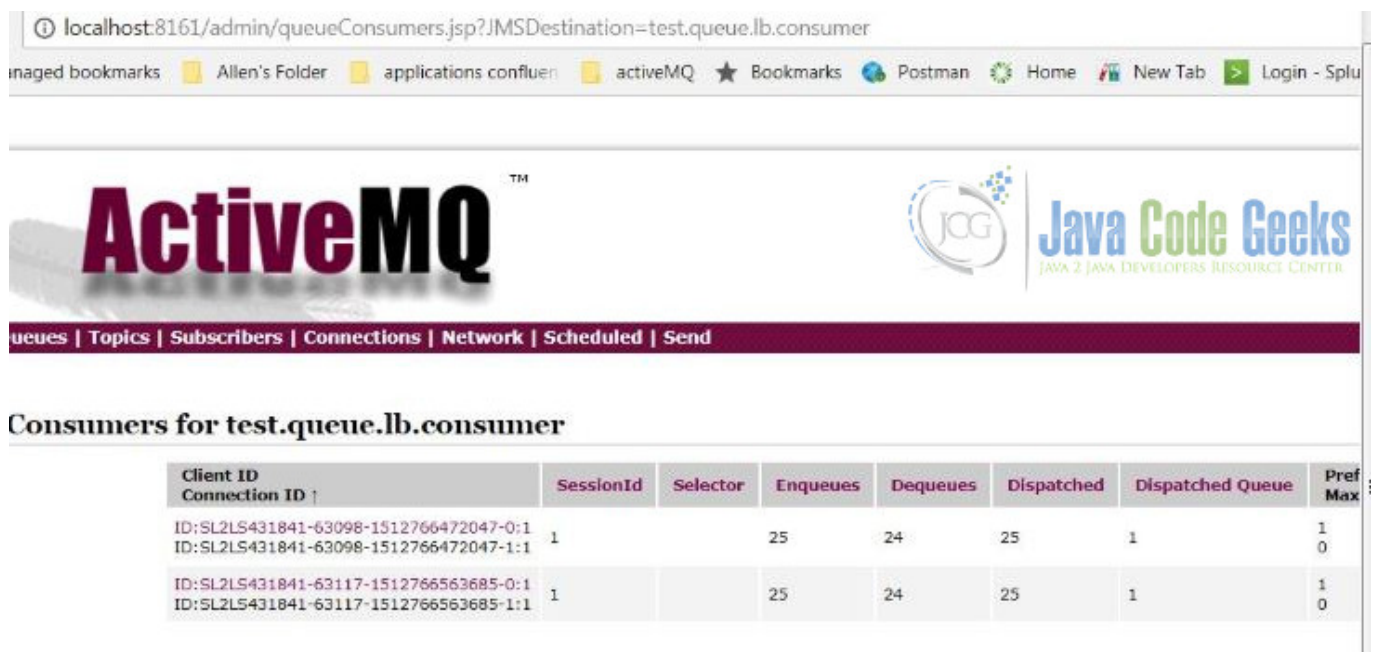 localhost:8161/admin/queueConsumers.jsp?JMSDestination=test.queue.lb.consumer
naged bookmarks Allen's Folder applications confluen activeMQ Bookmarks Postman Home New Tab Login - Splu
ActiveMQ ™
JCG Java Code Geeks
JAVA 2 JAVA DEVELOPERS RESOURCE CENTER
ueues | Topics | Subscribers | Connections | Network | Scheduled | Send
Consumers for test.queue.lb.consumer
Client ID
Connection ID ↑ SessionId Selector Enqueues Dequeues Dispatched Dispatched Queue Pref
Max
ID:SL2LS431841-63098-1512766472047-0:1
ID:SL2LS431841-63098-1512766472047-1:1 1 25 24 25 1 1
0
ID:SL2LS431841-63117-1512766563685-0:1
ID:SL2LS431841-63117-1512766563685-1:1 1 25 24 25 1 1
0